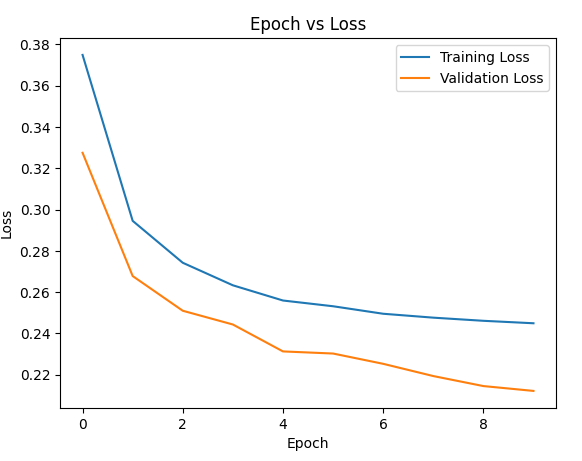 Epoch vs Loss
Training Loss
Validation Loss
0.38
0.36
0.34
0.32
0.30
0.28
0.26
0.24
0.22
Loss
0 2 4 6 8
Epoch